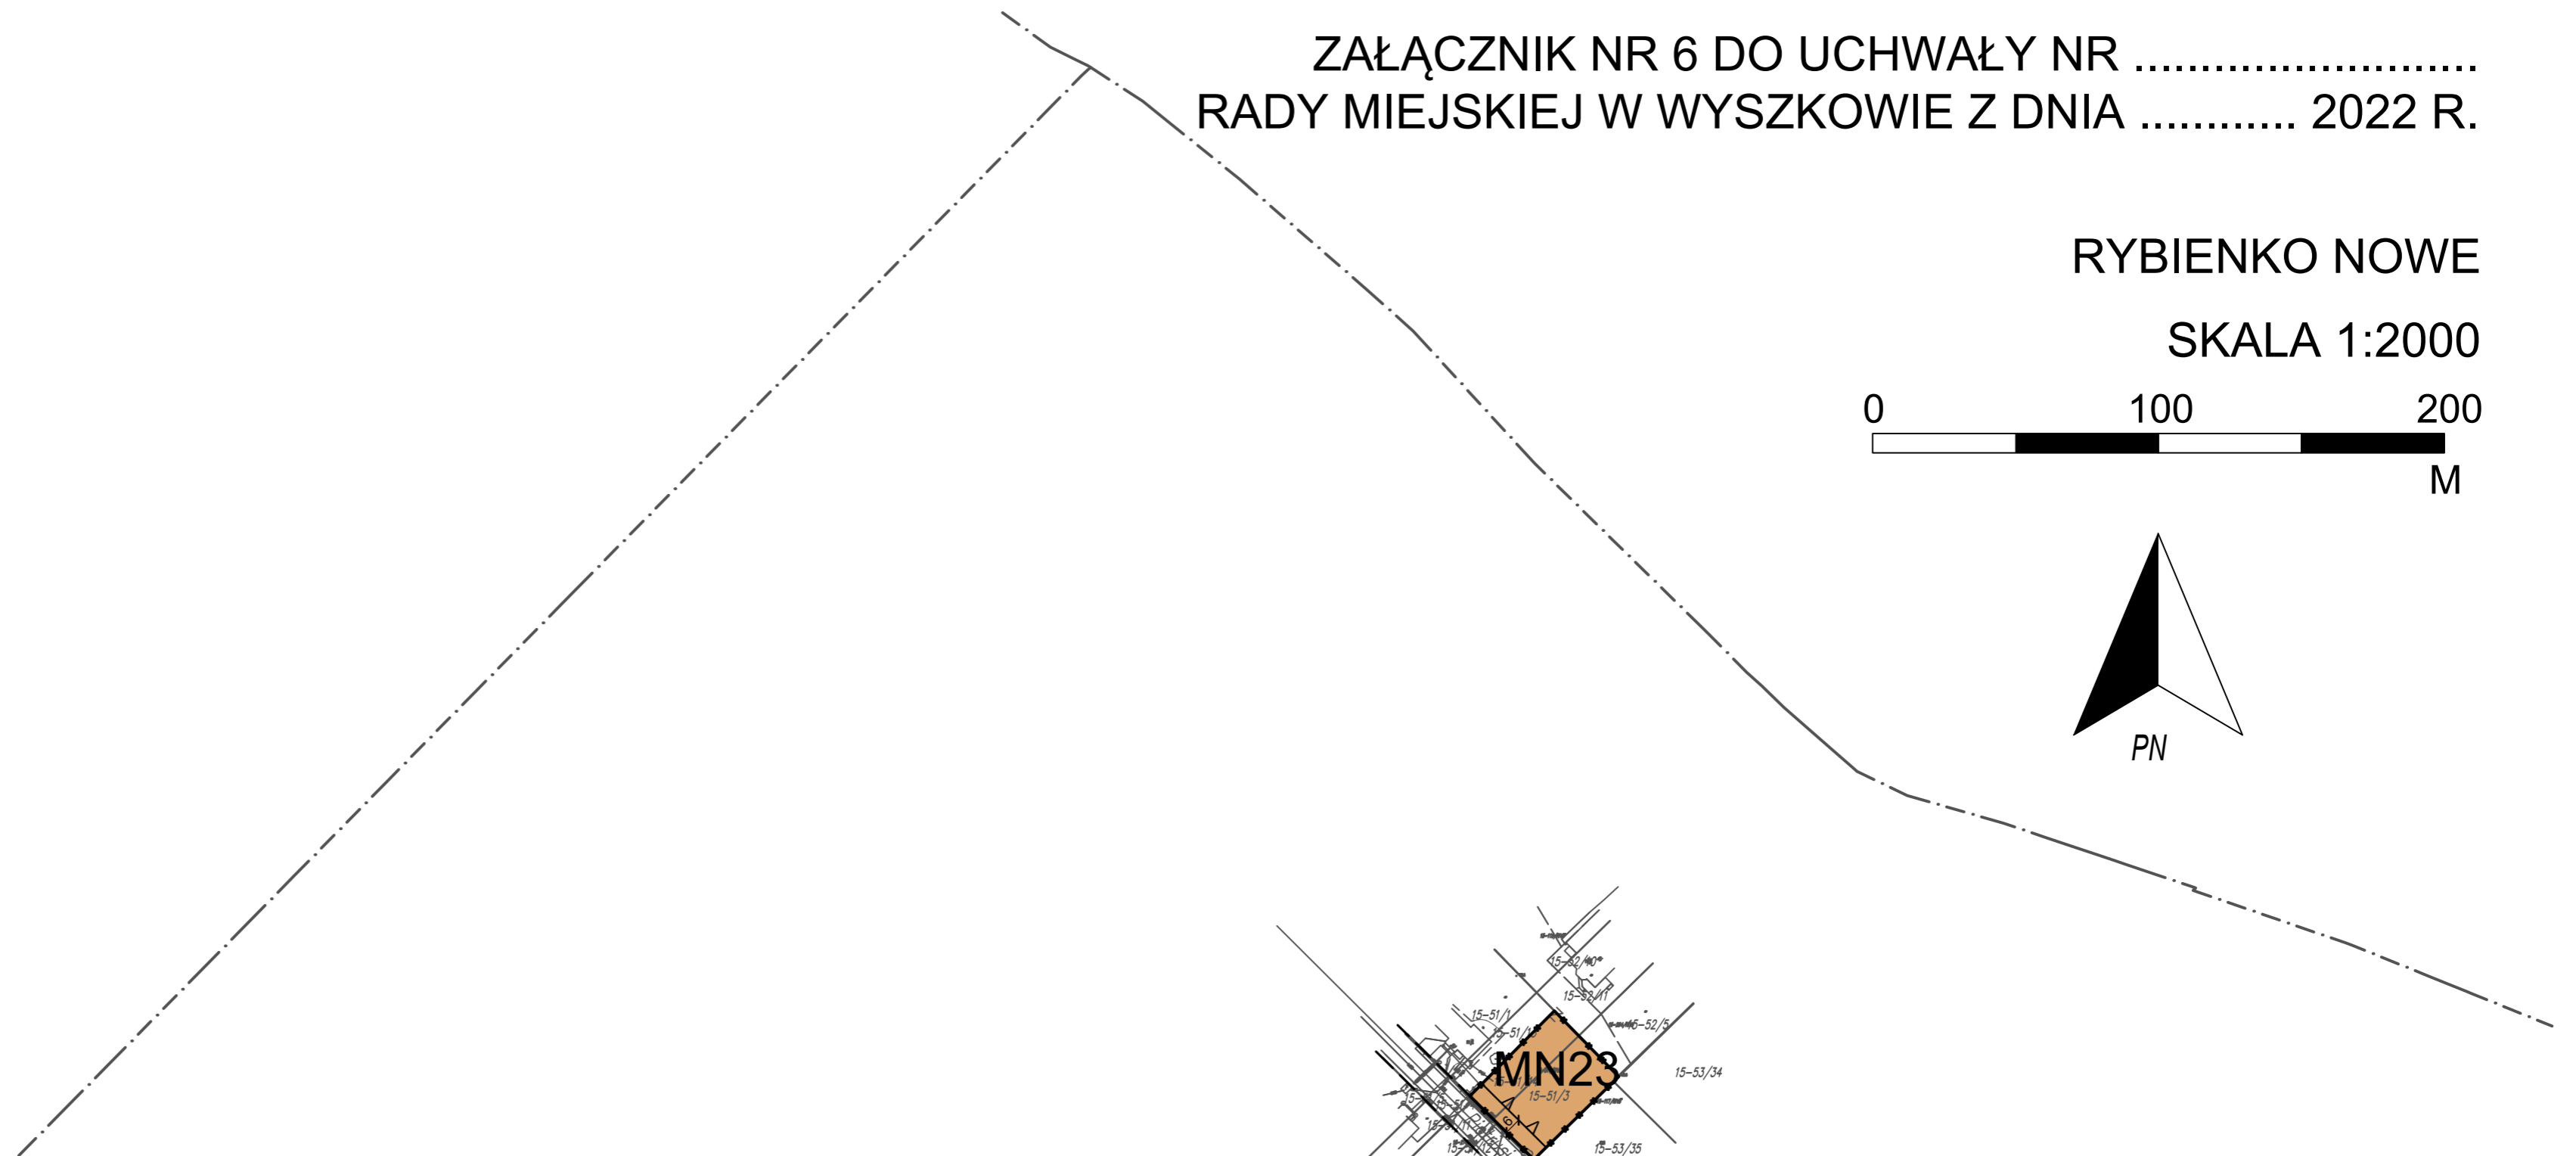 ZAŁĄCZNIK NR 6 DO UCHWAŁY NR ...........................
RADY MIEJSKIEJ W WYSZKOWIE Z DNIA ............ 2022 R.
RYBIENKO NOWE
SKALA 1:2000
0 100 200
M
PN
15-52/10
15-52/11
15-51/1
15-52/5
MN23
15-53/34
15-51/3
6
15-53/35